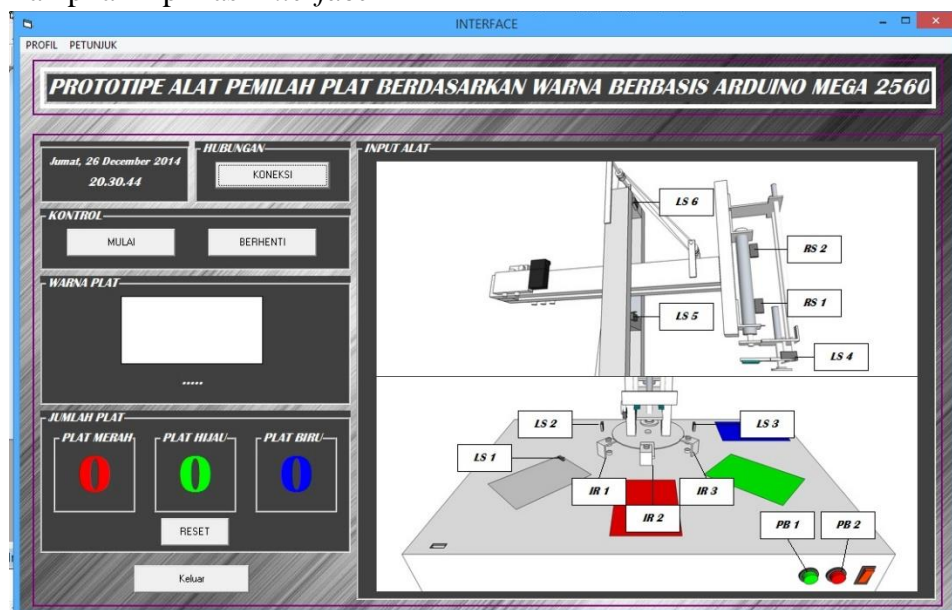 INTERFACE
PROFIL PETUNJUK
PROTOTIPE ALAT PEMILAH PLAT BERDASARKAN WARNA BERBASIS ARDUINO MEGA 2560
Jumat, 26 December 2014
20.30.44
HUBUNGAN
KONEKSI
KONTROL
MULAI BERHENTI
WARNA PLAT
.....
JUMLAH PLAT
PLAT MERAH PLAT HIJAU PLAT BIRU
0 0 0
RESET
Keluar
INPUT ALAT
LS 6
RS 2
RS 1
LS 5
LS 4
LS 2 LS 3
LS 1
IR 1 IR 3
IR 2
PB 1 PB 2